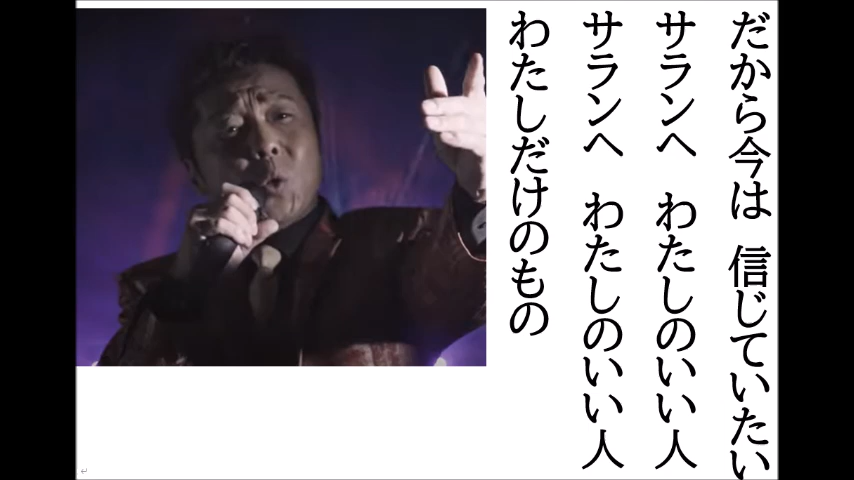 だから今は 信じていたい
サランヘ わたしのいい人
サランヘ わたしのいい人
わたしだけのもの